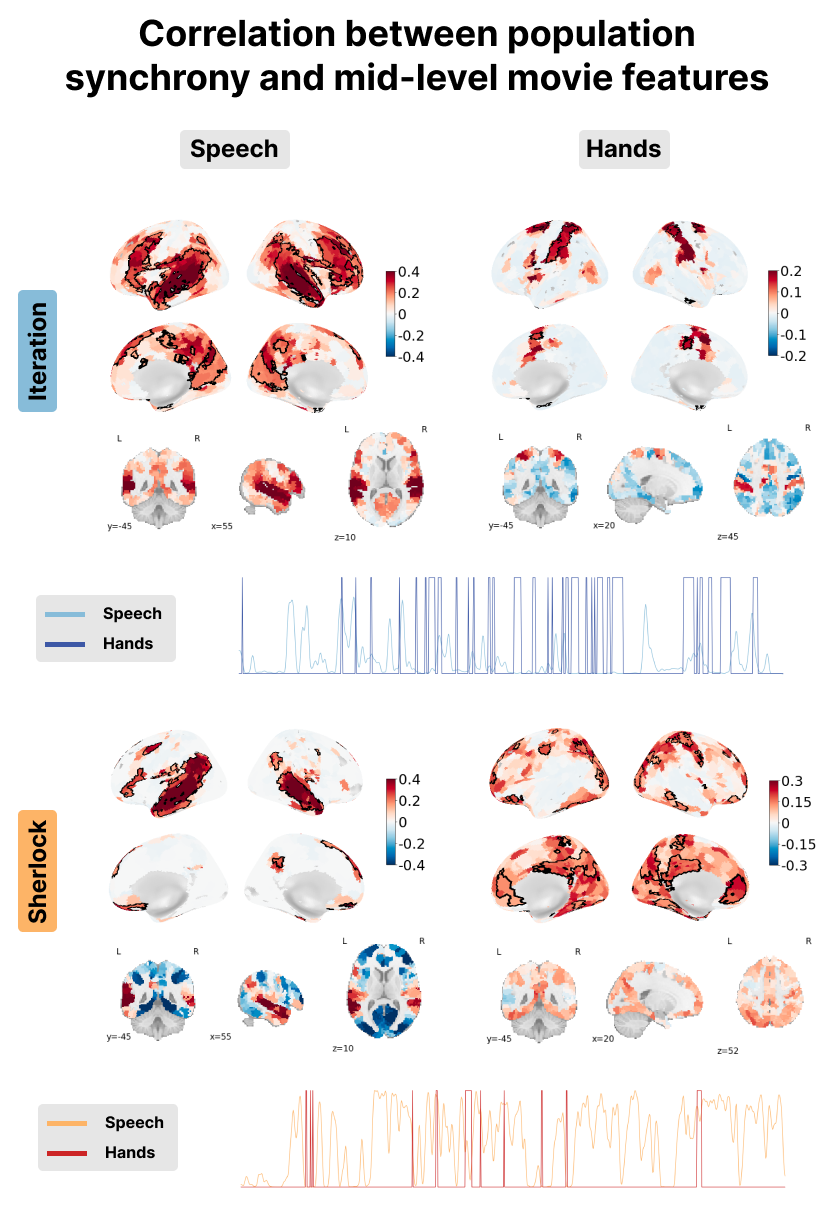 Correlation between population
synchrony and mid-level movie features
Speech
Hands
Iteration
0.4
0.2
0
-0.2
-0.4
0.2
0.1
0
-0.1
-0.2
L
R
y=-45
x=55
L
R
z=10
L
R
y=-45
x=20
L
R
z=45
Speech
Hands
Sherlock
0.4
0.2
0
-0.2
-0.4
0.3
0.15
0
-0.15
-0.3
L
R
y=-45
x=55
L
R
z=10
L
R
y=-45
x=20
L
R
z=52
Speech
Hands